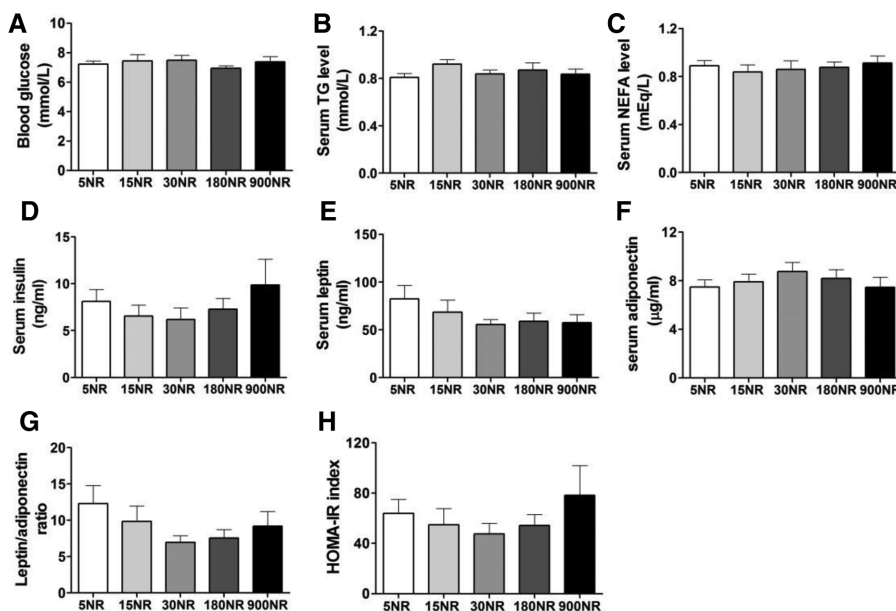 A
Blood glucose
(mmol/L)
10
8
6
4
2
0
5NR 15NR 30NR 180NR 900NR
B
Serum TG level
(mmol/L)
1.2
0.8
0.4
0.0
5NR 15NR 30NR 180NR 900NR
C
Serum NEFA level
(mEq/L)
1.2
0.8
0.4
0.0
5NR 15NR 30NR 180NR 900NR
D
Serum insulin
(ng/ml)
15
10
5
0
5NR 15NR 30NR 180NR 900NR
E
Serum leptin
(ng/ml)
150
100
50
0
5NR 15NR 30NR 180NR 900NR
F
serum adiponectin
(μg/ml)
12
8
4
0
5NR 15NR 30NR 180NR 900NR
G
Leptin/adiponectin
ratio
20
15
10
5
0
5NR 15NR 30NR 180NR 900NR
H
HOMA-IR index
120
80
40
0
5NR 15NR 30NR 180NR 900NR